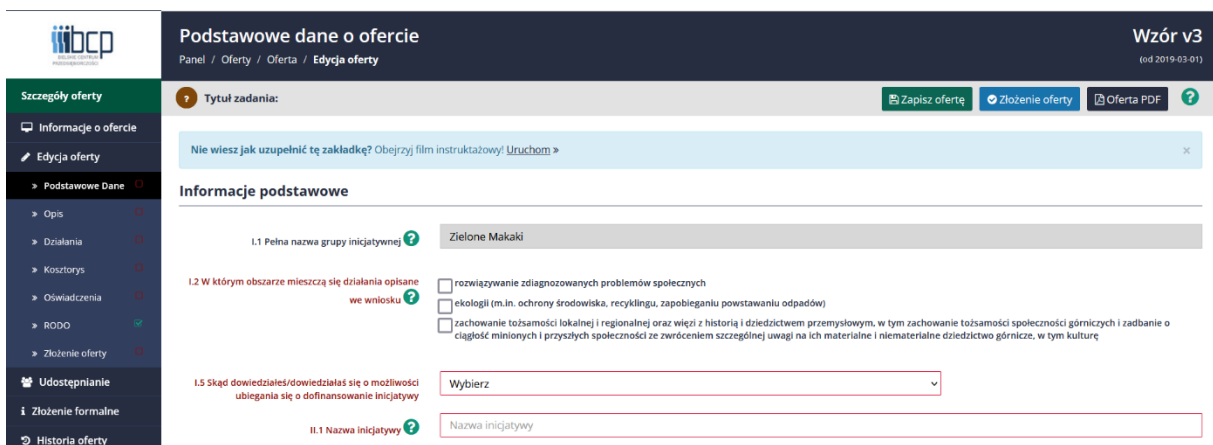 bcp
BIELSKIE CENTRUM
PRZEDSIĘBIORCZOŚCI
Podstawowe dane o ofercie
Panel / Oferty / Oferta / Edycja oferty
Wzór v3
(od 2019-03-01)
Szczegóły oferty
? Tytuł zadania:
Zapisz ofertę
Złożenie oferty
Oferta PDF
?
Informacje o ofercie
Edycja oferty
» Podstawowe Dane
» Opis
» Działania
» Kosztorys
» Oświadczenia
» RODO
» Złożenie oferty
Udostępnianie
Złożenie formalne
Historia oferty
Nie wiesz jak uzupełnić tę zakładkę? Obejrzyj film instruktażowy! Uruchom »
×
Informacje podstawowe
I.1 Pełna nazwa grupy inicjatywnej ?
Zielone Makaki
I.2 W którym obszarze mieszczą się działania opisane
we wniosku ?
rozwiązywanie zdiagnozowanych problemów społecznych
ekologii (m.in. ochrony środowiska, recyklingu, zapobieganiu powstawaniu odpadów)
zachowanie tożsamości lokalnej i regionalnej oraz więzi z historią i dziedzictwem przemysłowym, w tym zachowanie tożsamości społeczności górniczych i zadbanie o
ciągłość minionych i przyszłych społeczności ze zwróceniem szczególnej uwagi na ich materialne i niematerialne dziedzictwo górnicze, w tym kulturę
I.5 Skąd dowiedziałeś/dowiedziałaś się o możliwości
ubiegania się o dofinansowanie inicjatywy
Wybierz
II.1 Nazwa inicjatywy ?
Nazwa inicjatywy